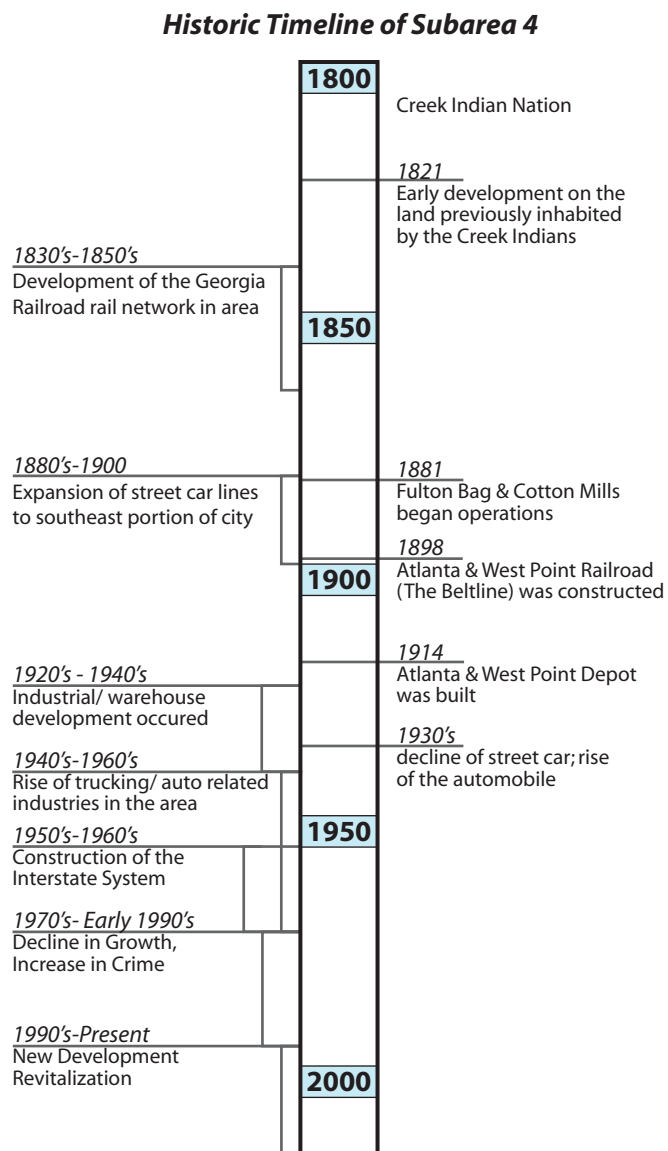 Historic Timeline of Subarea 4
1800
Creek Indian Nation
1821
Early development on the
land previously inhabited
by the Creek Indians
1830's-1850's
Development of the Georgia
Railroad rail network in area
1850
1880's-1900
Expansion of street car lines
to southeast portion of city
1881
Fulton Bag & Cotton Mills
began operations
1898
Atlanta & West Point Railroad
(The Beltline) was constructed
1900
1914
Atlanta & West Point Depot
was built
1920's - 1940's
Industrial/ warehouse
development occured
1930's
decline of street car; rise
of the automobile
1940's-1960's
Rise of trucking/ auto related
industries in the area
1950
1950's-1960's
Construction of the
Interstate System
1970's- Early 1990's
Decline in Growth,
Increase in Crime
1990's-Present
New Development
Revitalization
2000